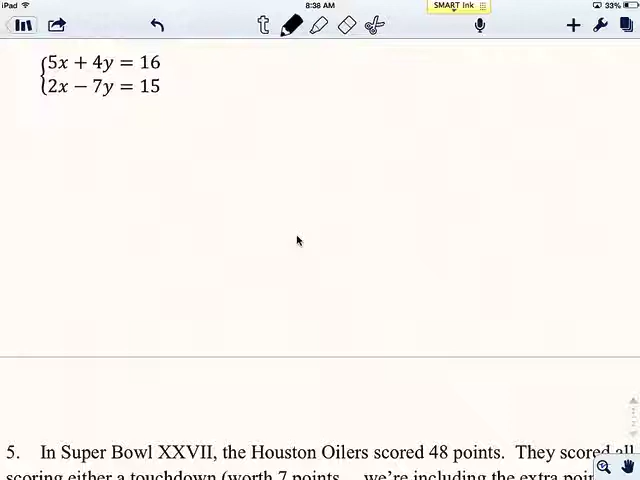 iPad 8:38 AM SMART Ink 33%
5x + 4y = 16
2x − 7y = 15
5. In Super Bowl XXVII, the Houston Oilers scored 48 points. They scored all
scoring either a touchdown (worth 7 points... we're including the extra poin